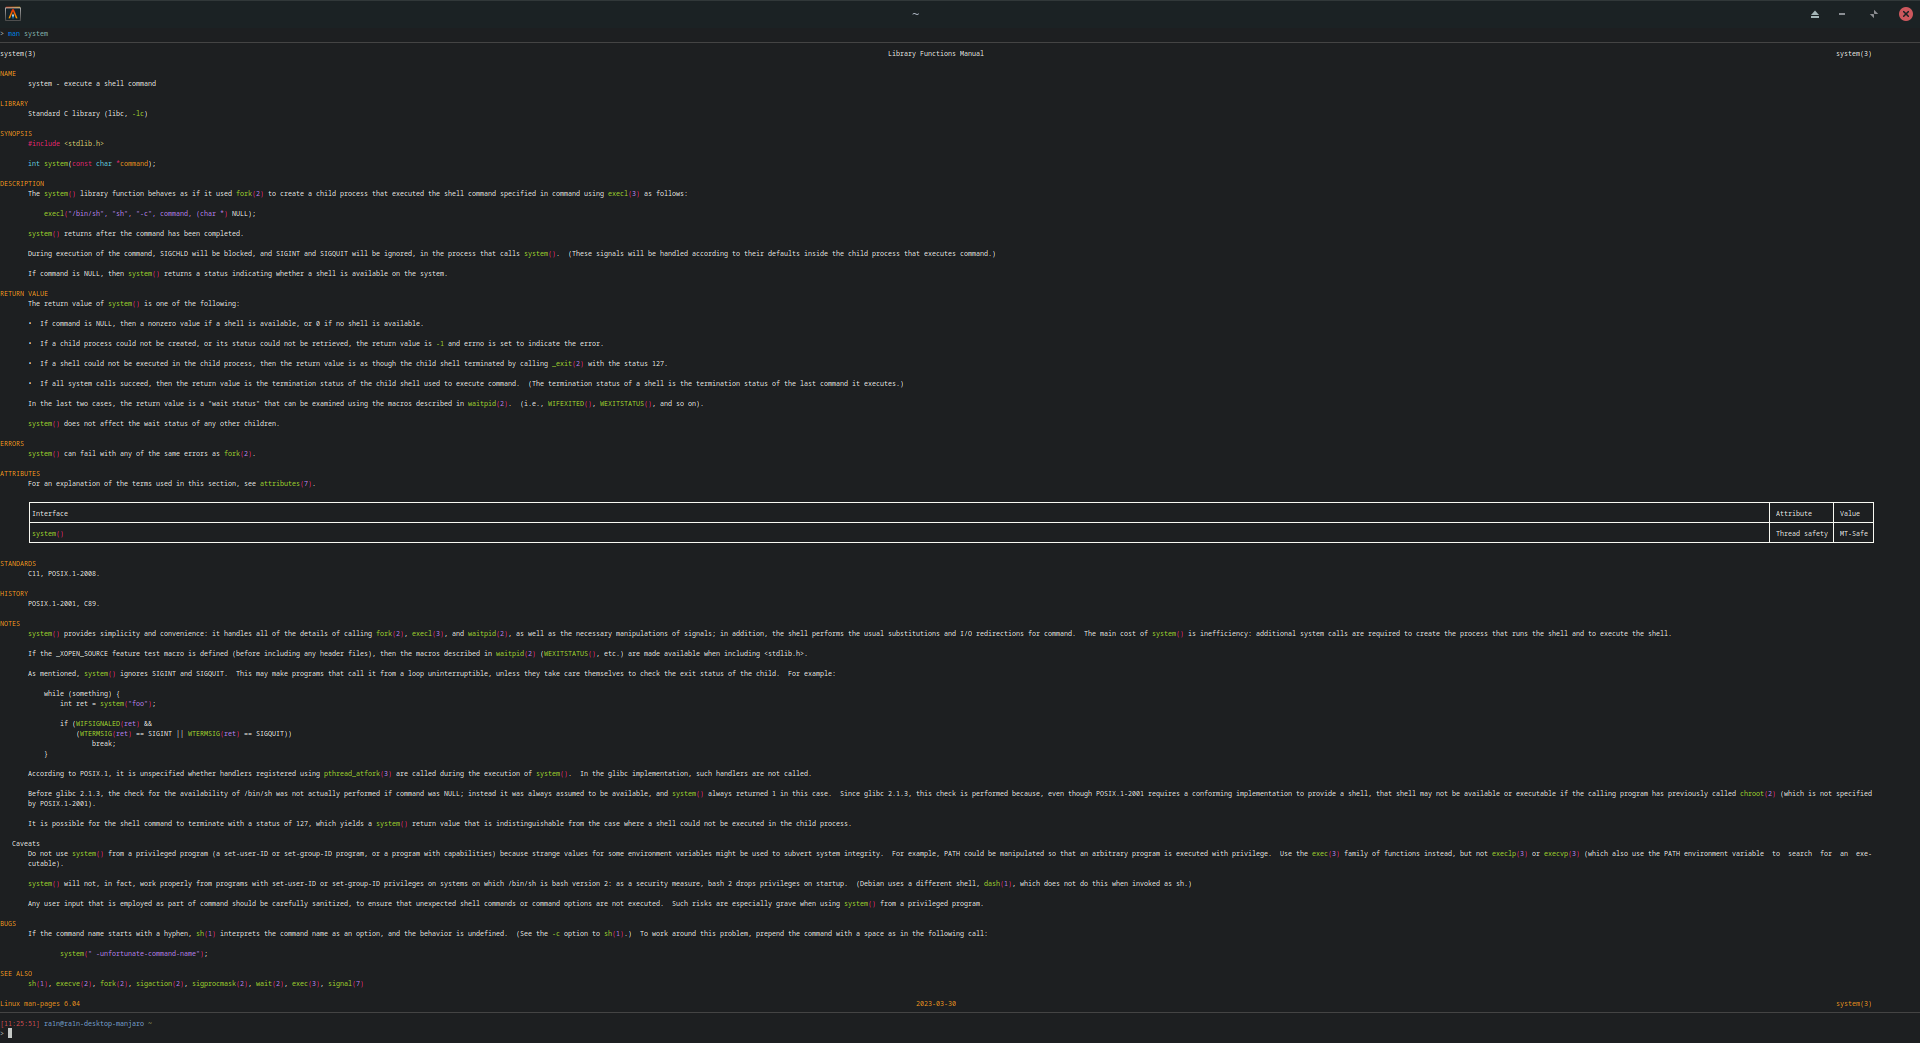 ~
> man system
system(3) Library Functions Manual system(3)
NAME
system - execute a shell command
LIBRARY
Standard C library (libc, -lc)
SYNOPSIS
#include <stdlib.h>
int system(const char *command);
DESCRIPTION
The system() library function behaves as if it used fork(2) to create a child process that executed the shell command specified in command using execl(3) as follows:
execl("/bin/sh", "sh", "-c", command, (char *) NULL);
system() returns after the command has been completed.
During execution of the command, SIGCHLD will be blocked, and SIGINT and SIGQUIT will be ignored, in the process that calls system(). (These signals will be handled according to their defaults inside the child process that executes command.)
If command is NULL, then system() returns a status indicating whether a shell is available on the system.
RETURN VALUE
The return value of system() is one of the following:
• If command is NULL, then a nonzero value if a shell is available, or 0 if no shell is available.
• If a child process could not be created, or its status could not be retrieved, the return value is -1 and errno is set to indicate the error.
• If a shell could not be executed in the child process, then the return value is as though the child shell terminated by calling _exit(2) with the status 127.
• If all system calls succeed, then the return value is the termination status of the child shell used to execute command. (The termination status of a shell is the termination status of the last command it executes.)
In the last two cases, the return value is a "wait status" that can be examined using the macros described in waitpid(2). (i.e., WIFEXITED(), WEXITSTATUS(), and so on).
system() does not affect the wait status of any other children.
ERRORS
system() can fail with any of the same errors as fork(2).
ATTRIBUTES
For an explanation of the terms used in this section, see attributes(7).
Interface Attribute Value
system() Thread safety MT-Safe
STANDARDS
C11, POSIX.1-2008.
HISTORY
POSIX.1-2001, C89.
NOTES
system() provides simplicity and convenience: it handles all of the details of calling fork(2), execl(3), and waitpid(2), as well as the necessary manipulations of signals; in addition, the shell performs the usual substitutions and I/O redirections for command. The main cost of system() is inefficiency: additional system calls are required to create the process that runs the shell and to execute the shell.
If the _XOPEN_SOURCE feature test macro is defined (before including any header files), then the macros described in waitpid(2) (WEXITSTATUS(), etc.) are made available when including <stdlib.h>.
As mentioned, system() ignores SIGINT and SIGQUIT. This may make programs that call it from a loop uninterruptible, unless they take care themselves to check the exit status of the child. For example:
while (something) {
int ret = system("foo");
if (WIFSIGNALED(ret) &&
(WTERMSIG(ret) == SIGINT || WTERMSIG(ret) == SIGQUIT))
break;
}
According to POSIX.1, it is unspecified whether handlers registered using pthread_atfork(3) are called during the execution of system(). In the glibc implementation, such handlers are not called.
Before glibc 2.1.3, the check for the availability of /bin/sh was not actually performed if command was NULL; instead it was always assumed to be available, and system() always returned 1 in this case. Since glibc 2.1.3, this check is performed because, even though POSIX.1-2001 requires a conforming implementation to provide a shell, that shell may not be available or executable if the calling program has previously called chroot(2) (which is not specified
by POSIX.1-2001).
It is possible for the shell command to terminate with a status of 127, which yields a system() return value that is indistinguishable from the case where a shell could not be executed in the child process.
Caveats
Do not use system() from a privileged program (a set-user-ID or set-group-ID program, or a program with capabilities) because strange values for some environment variables might be used to subvert system integrity. For example, PATH could be manipulated so that an arbitrary program is executed with privilege. Use the exec(3) family of functions instead, but not execlp(3) or execvp(3) (which also use the PATH environment variable to search for an exe-
cutable).
system() will not, in fact, work properly from programs with set-user-ID or set-group-ID privileges on systems on which /bin/sh is bash version 2: as a security measure, bash 2 drops privileges on startup. (Debian uses a different shell, dash(1), which does not do this when invoked as sh.)
Any user input that is employed as part of command should be carefully sanitized, to ensure that unexpected shell commands or command options are not executed. Such risks are especially grave when using system() from a privileged program.
BUGS
If the command name starts with a hyphen, sh(1) interprets the command name as an option, and the behavior is undefined. (See the -c option to sh(1).) To work around this problem, prepend the command with a space as in the following call:
system(" -unfortunate-command-name");
SEE ALSO
sh(1), execve(2), fork(2), sigaction(2), sigprocmask(2), wait(2), exec(3), signal(7)
Linux man-pages 6.04 2023-03-30 system(3)
[11:25:51] ra1n@ra1n-desktop-manjaro ~
>